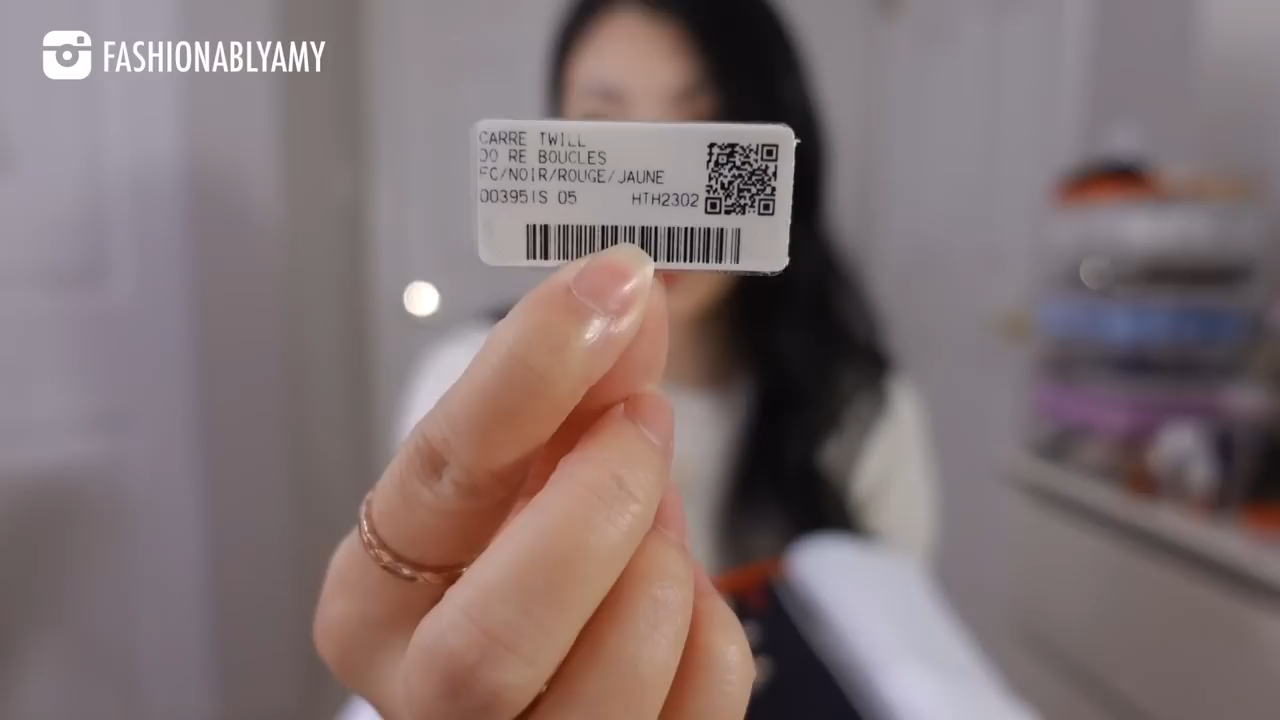 FASHIONABLYAMY
CARRE TWILL
DO RE BOUCLES
FC/NOIR/ROUGE/JAUNE
003951S 05 HTH2302